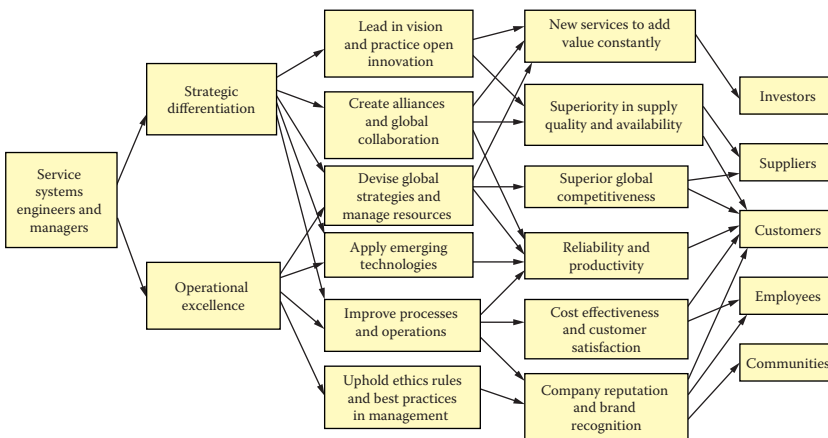 Service
systems
engineers and
managers
Strategic
differentiation
Operational
excellence
Lead in vision
and practice open
innovation
Create alliances
and global
collaboration
Devise global
strategies and
manage resources
Apply emerging
technologies
Improve processes
and operations
Uphold ethics rules
and best practices
in management
New services to add
value constantly
Superiority in supply
quality and availability
Superior global
competitiveness
Reliability and
productivity
Cost effectiveness
and customer
satisfaction
Company reputation
and brand
recognition
Investors
Suppliers
Customers
Employees
Communities